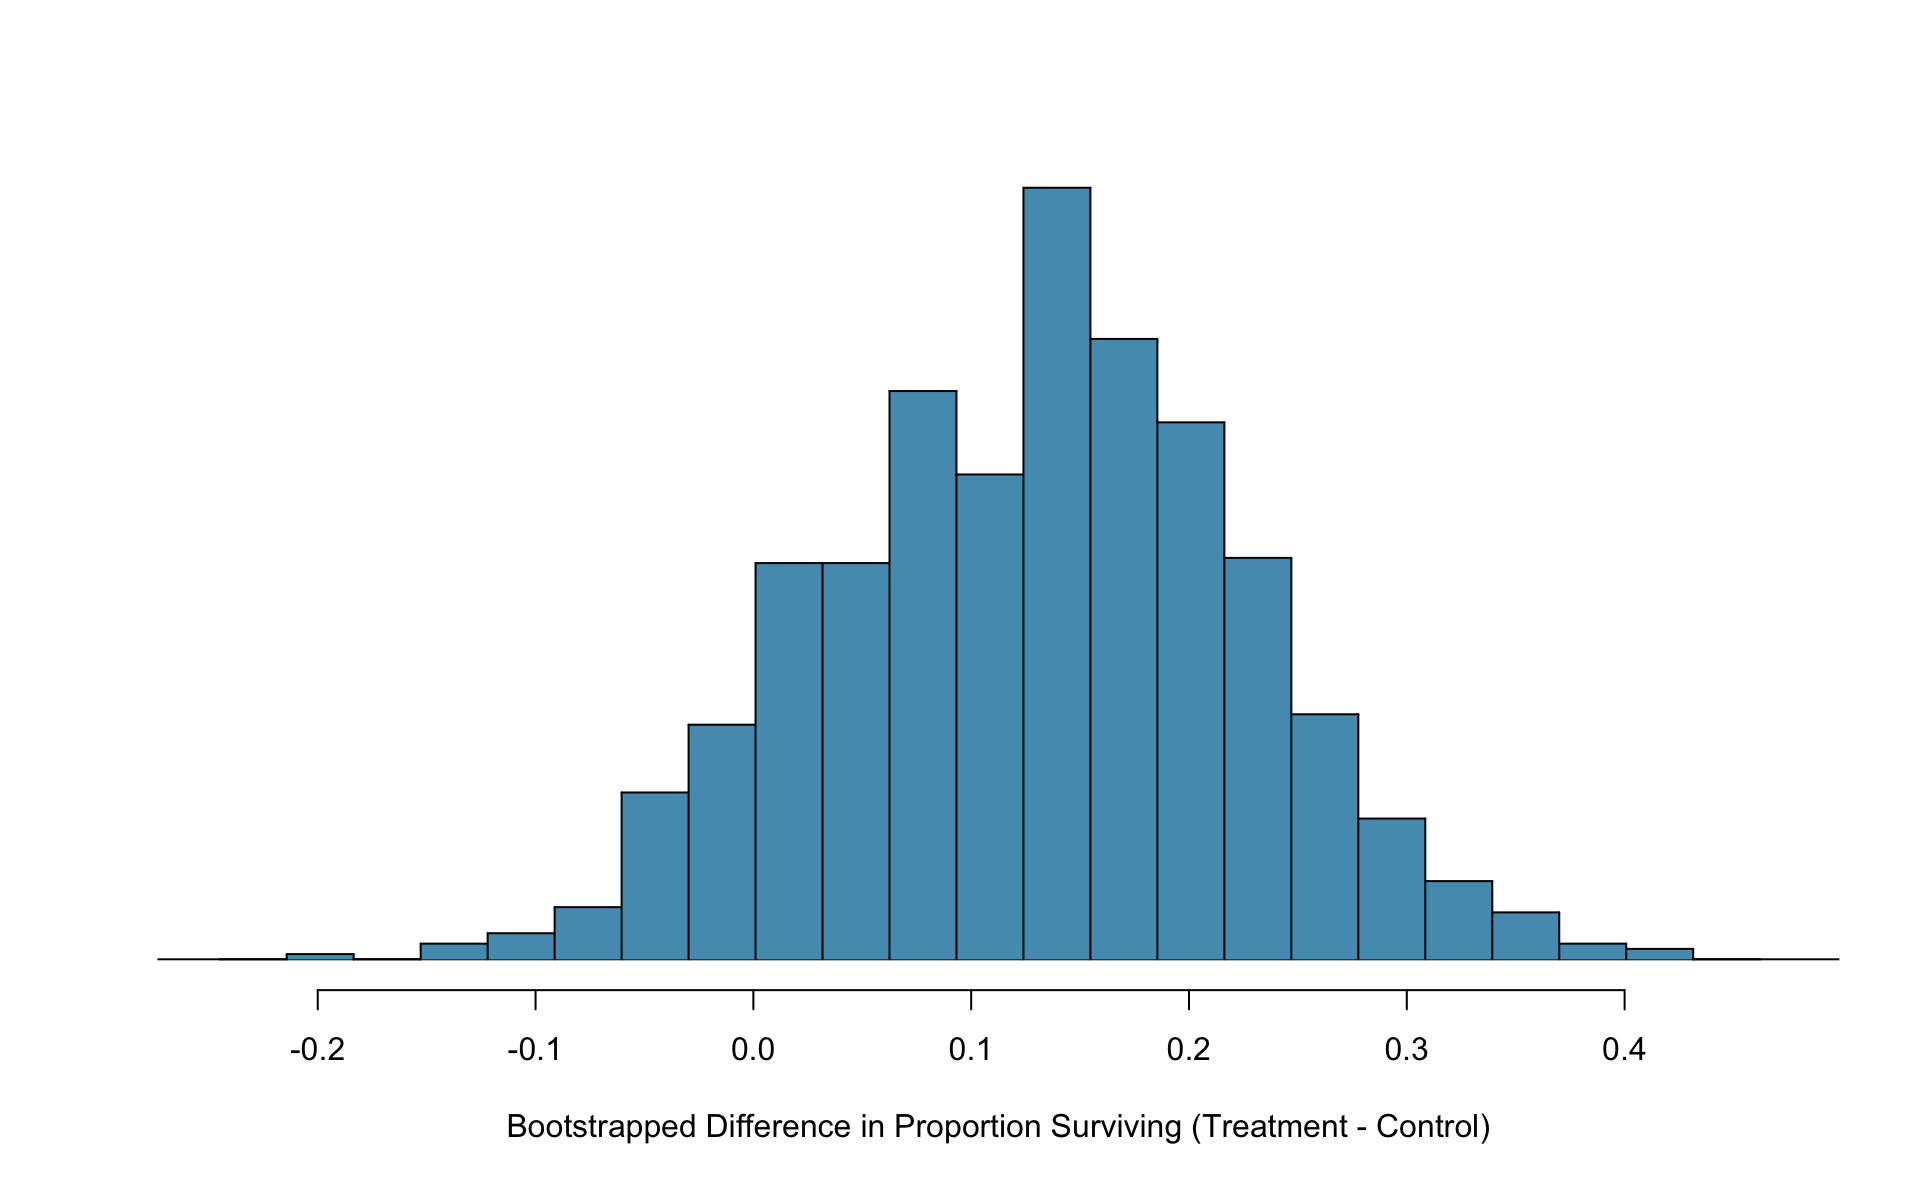 -0.2 -0.1 0.0 0.1 0.2 0.3 0.4
Bootstrapped Difference in Proportion Surviving (Treatment - Control)